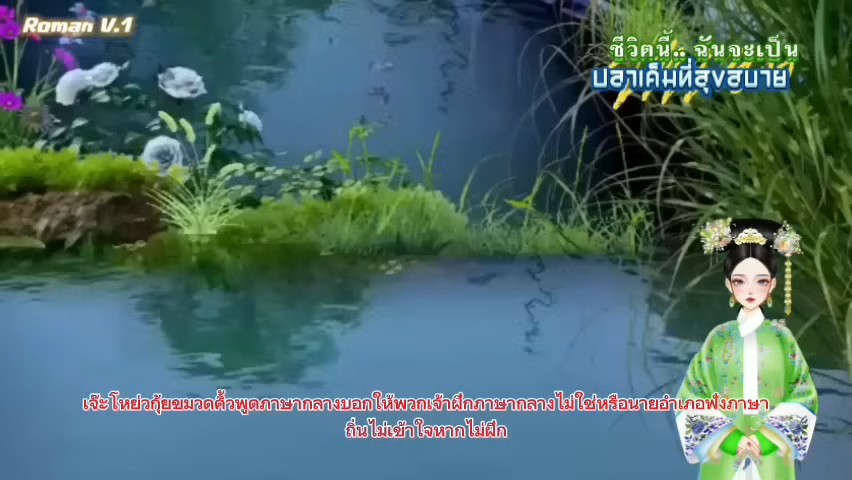 Roman V.1
ชีวิตนี้.. ฉันจะเป็น
ปลาเค็มที่สุขสบาย
เจ๊ะโหย่วกุ้ยขมวดคิ้วพูดภาษากลางบอกให้พวกเจ้าฝึกภาษากลางไม่ใช่หรือนายอำเภอฟังภาษา
ถิ่นไม่เข้าใจหากไม่ฝึก